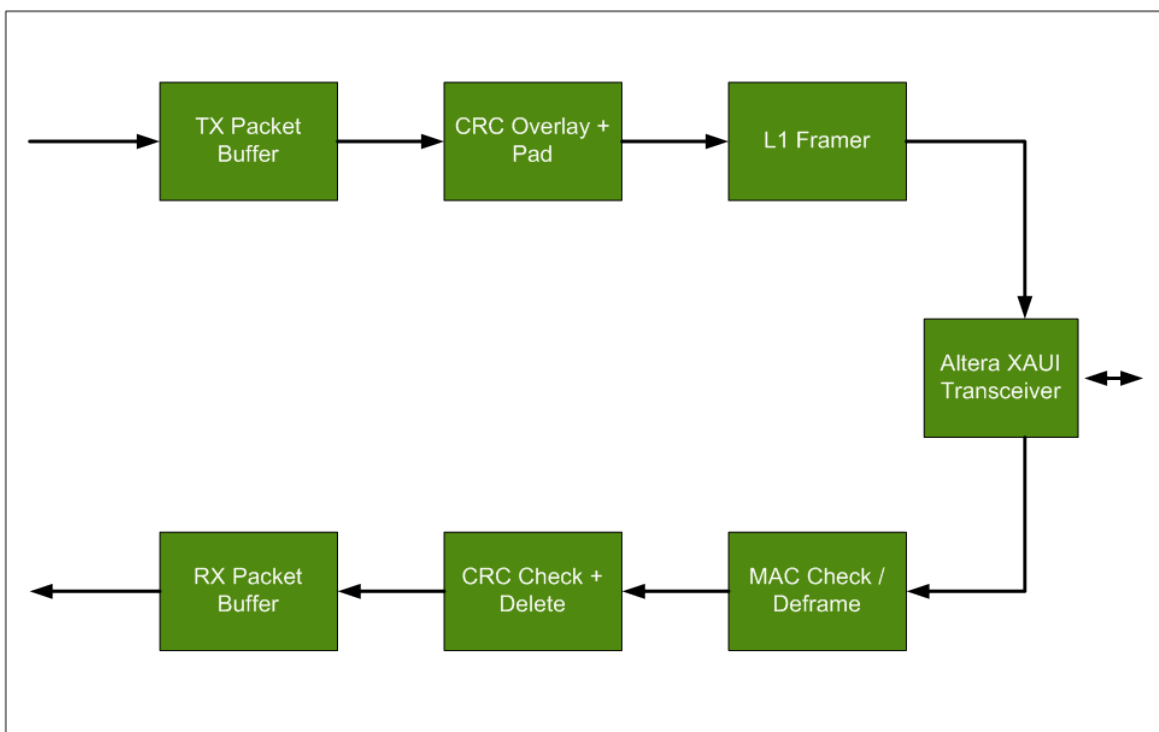 TX Packet
Buffer
CRC Overlay +
Pad
L1 Framer
Altera XAUI
Transceiver
RX Packet
Buffer
CRC Check +
Delete
MAC Check /
Deframe